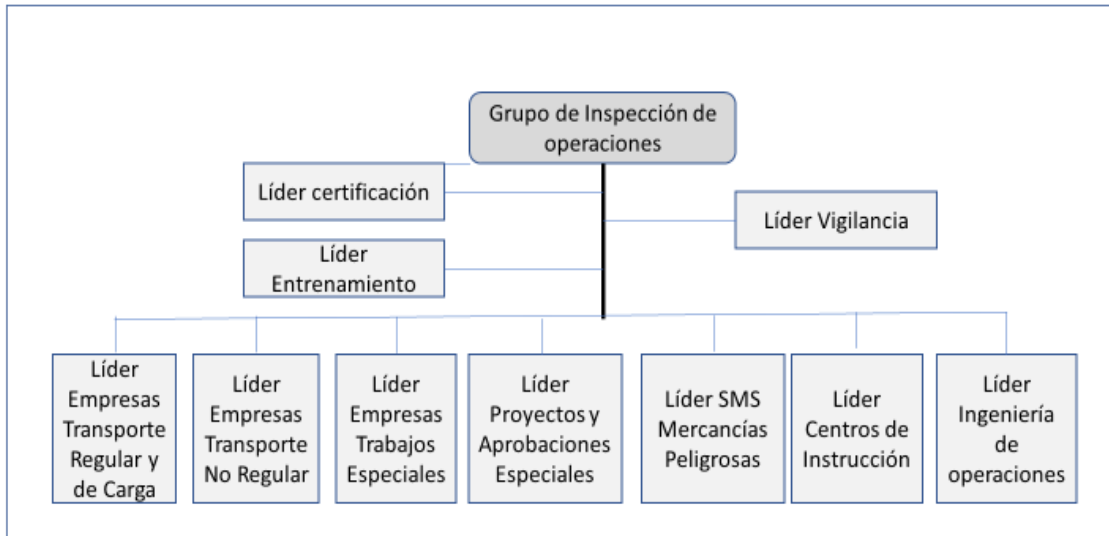 Grupo de Inspección de
operaciones
Líder certificación
Líder Vigilancia
Líder
Entrenamiento
Líder
Empresas
Transporte
Regular y
de Carga
Líder
Empresas
Transporte
No Regular
Líder
Empresas
Trabajos
Especiales
Líder
Proyectos y
Aprobaciones
Especiales
Líder SMS
Mercancías
Peligrosas
Líder
Centros de
Instrucción
Líder
Ingeniería
de
operaciones